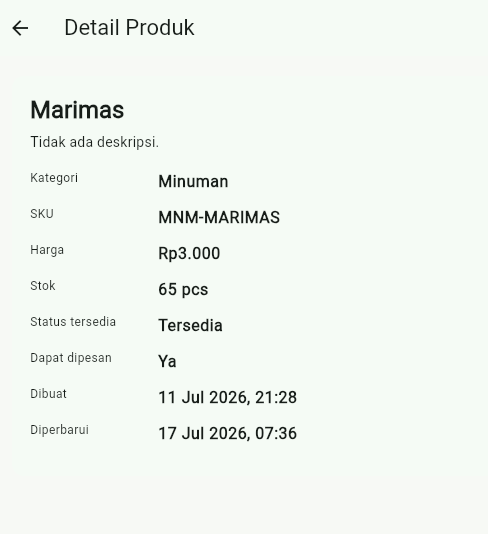 Detail Produk
Marimas
Tidak ada deskripsi.
Kategori Minuman
SKU MNM-MARIMAS
Harga Rp3.000
Stok 65 pcs
Status tersedia Tersedia
Dapat dipesan Ya
Dibuat 11 Jul 2026, 21:28
Diperbarui 17 Jul 2026, 07:36